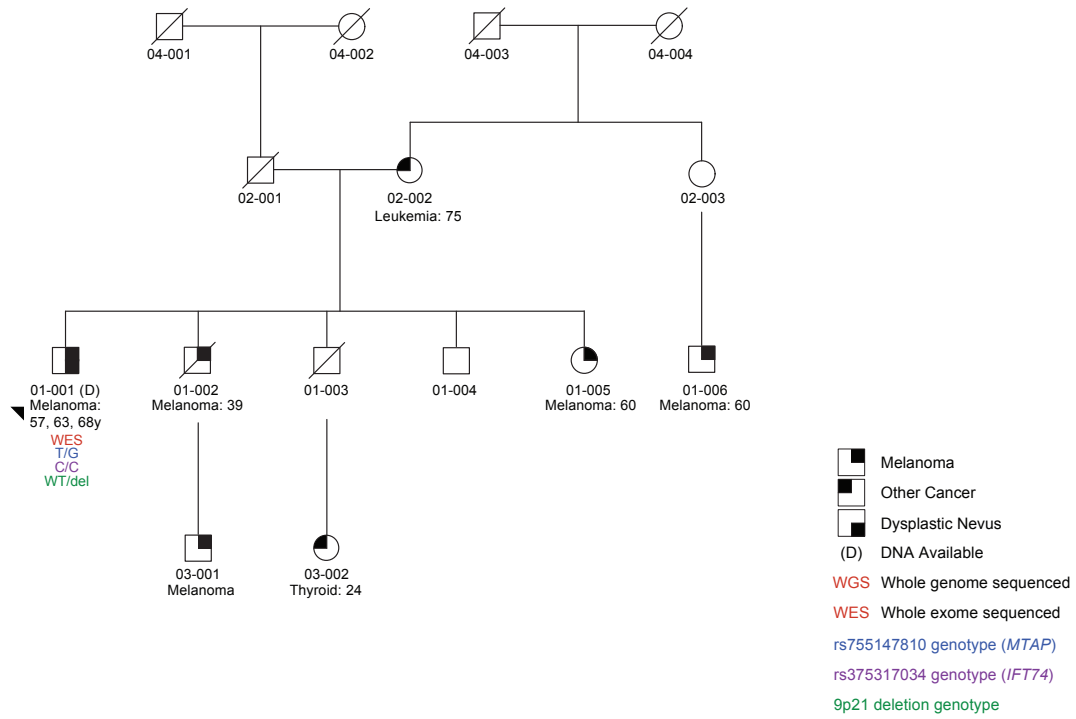 04-001
04-002
04-003
04-004
02-001
02-002
Leukemia: 75
02-003
01-001 (D)
Melanoma:
57, 63, 68y
WES
T/G
C/C
WT/del
01-002
Melanoma: 39
01-003
01-004
01-005
Melanoma: 60
01-006
Melanoma: 60
03-001
Melanoma
03-002
Thyroid: 24
Melanoma
Other Cancer
Dysplastic Nevus
(D) DNA Available
WGS Whole genome sequenced
WES Whole exome sequenced
rs755147810 genotype (MTAP)
rs375317034 genotype (IFT74)
9p21 deletion genotype